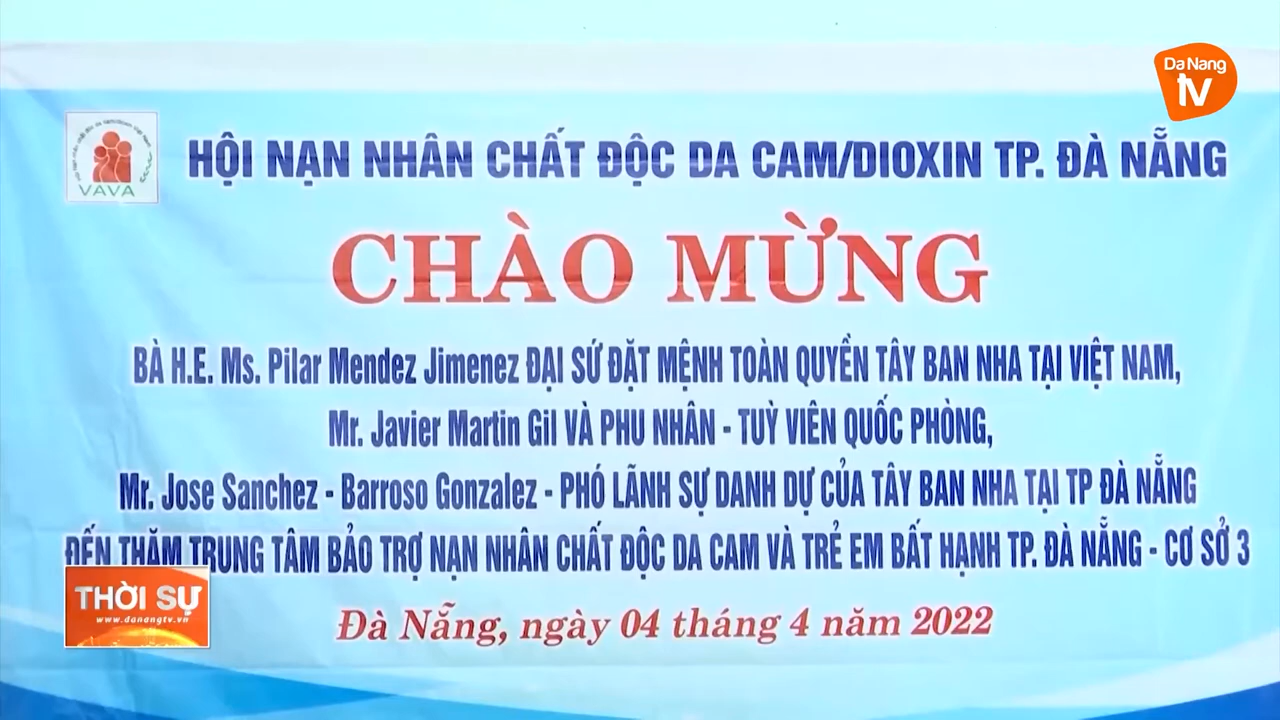 Da Nang
tv
HỘI NẠN NHÂN CHẤT ĐỘC DA CAM/DIOXIN TP. ĐÀ NẴNG
VAVA
CHÀO MỪNG
BÀ H.E. Ms. Pilar Mendez Jimenez ĐẠI SỨ ĐẶT MỆNH TOÀN QUYỀN TÂY BAN NHA TẠI VIỆT NAM,
Mr. Javier Martin Gil VÀ PHU NHÂN - TUỲ VIÊN QUỐC PHÒNG,
Mr. Jose Sanchez - Barroso Gonzalez - PHÓ LÃNH SỰ DANH DỰ CỦA TÂY BAN NHA TẠI TP ĐÀ NẴNG
ĐẾN THĂM TRUNG TÂM BẢO TRỢ NẠN NHÂN CHẤT ĐỘC DA CAM VÀ TRẺ EM BẤT HẠNH TP. ĐÀ NẴNG - CƠ SỞ 3
THỜI SỰ
www.danangtv.vn
Đà Nẵng, ngày 04 tháng 4 năm 2022